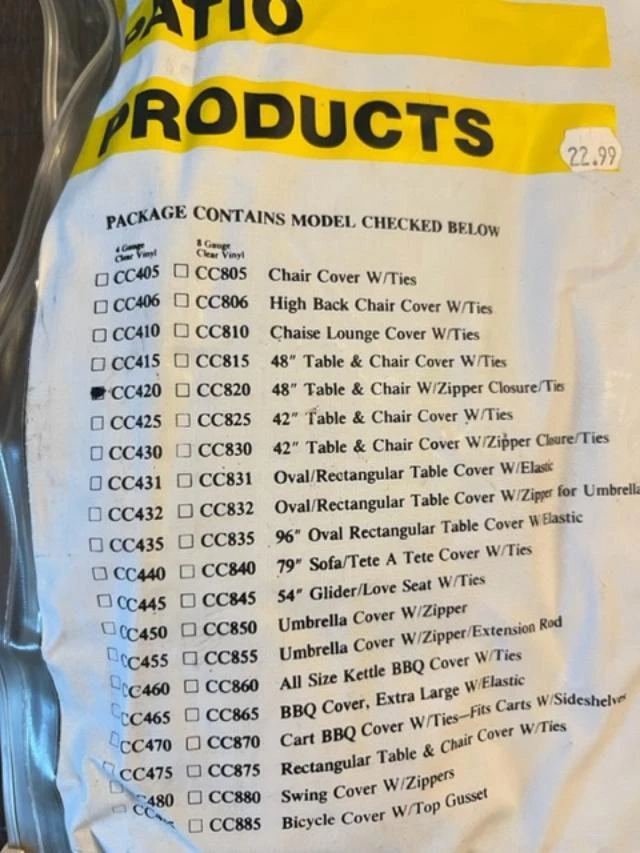 PATIO
PRODUCTS
22.99
PACKAGE CONTAINS MODEL CHECKED BELOW
4 Gauge Clear Vinyl 8 Gauge Clear Vinyl
☐ CC405 ☐ CC805 Chair Cover W/Ties
☐ CC406 ☐ CC806 High Back Chair Cover W/Ties
☐ CC410 ☐ CC810 Chaise Lounge Cover W/Ties
☐ CC415 ☐ CC815 48" Table & Chair Cover W/Ties
■ CC420 ☐ CC820 48" Table & Chair W/Zipper Closure/Ties
☐ CC425 ☐ CC825 42" Table & Chair Cover W/Ties
☐ CC430 ☐ CC830 42" Table & Chair Cover W/Zipper Closure/Ties
☐ CC431 ☐ CC831 Oval/Rectangular Table Cover W/Elastic
☐ CC432 ☐ CC832 Oval/Rectangular Table Cover W/Zipper for Umbrella
☐ CC435 ☐ CC835 96" Oval Rectangular Table Cover W/Elastic
☐ CC440 ☐ CC840 79" Sofa/Tete A Tete Cover W/Ties
☐ CC445 ☐ CC845 54" Glider/Love Seat W/Ties
☐ CC450 ☐ CC850 Umbrella Cover W/Zipper
☐ CC455 ☐ CC855 Umbrella Cover W/Zipper/Extension Rod
☐ CC460 ☐ CC860 All Size Kettle BBQ Cover W/Ties
☐ CC465 ☐ CC865 BBQ Cover, Extra Large W/Elastic
☐ CC470 ☐ CC870 Cart BBQ Cover W/Ties—Fits Carts W/Sideshelves
☐ CC475 ☐ CC875 Rectangular Table & Chair Cover W/Ties
☐ 480 ☐ CC880 Swing Cover W/Zippers
☐ ☐ CC885 Bicycle Cover W/Top Gusset